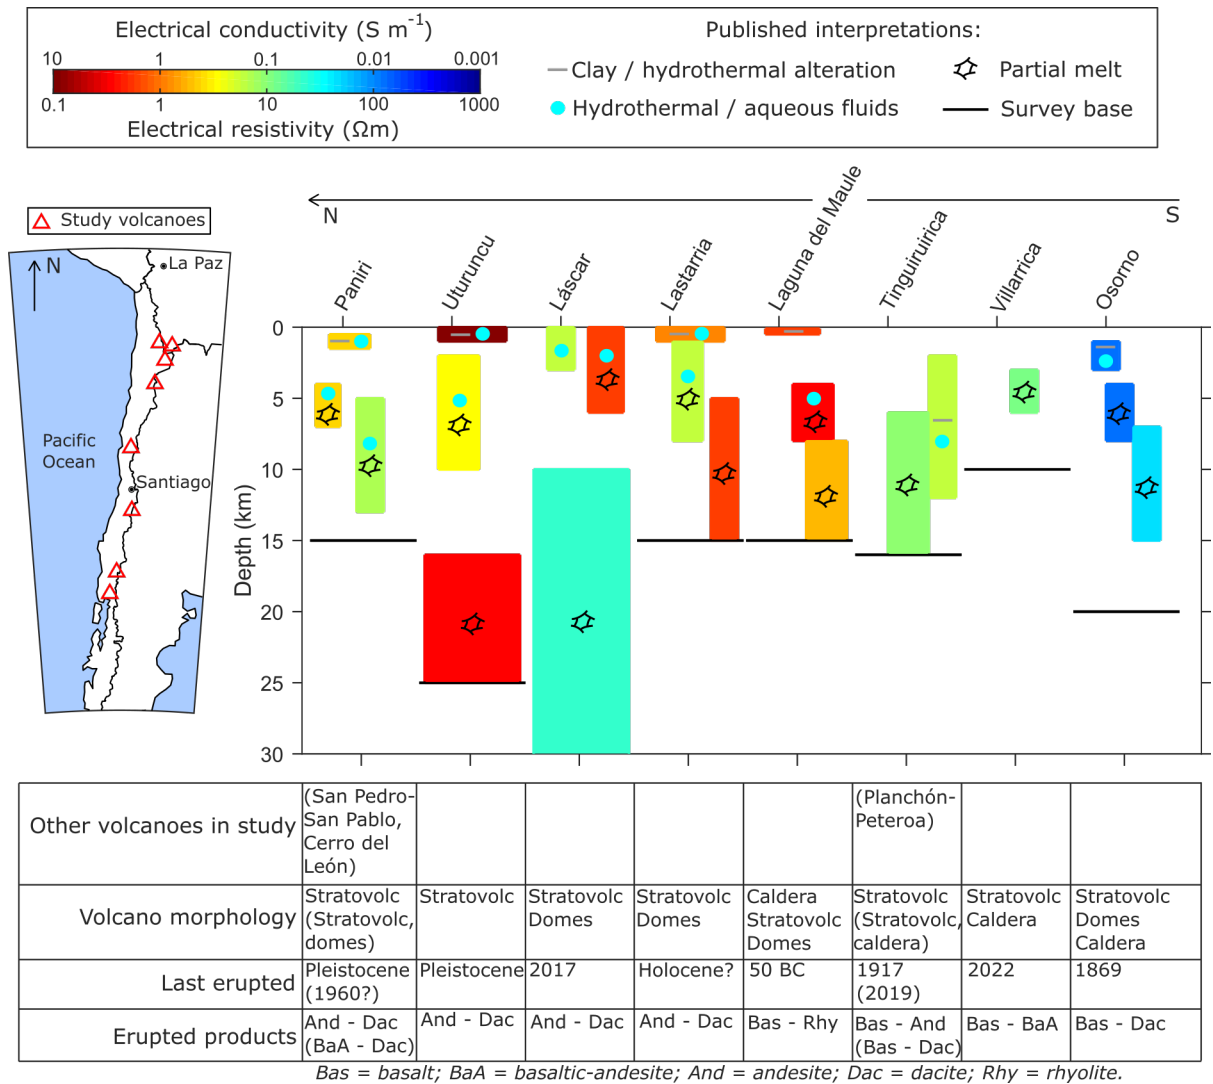 Electrical conductivity (S m⁻¹)
10 1 0.1 0.01 0.001
0.1 1 10 100 1000
Electrical resistivity (Ωm)
Published interpretations:
Clay / hydrothermal alteration
Partial melt
Hydrothermal / aqueous fluids
Survey base
Study volcanoes
N
La Paz
Pacific
Ocean
Santiago
N
S
Paniri
Uturuncu
Láscar
Lastarria
Laguna del Maule
Tinguiruirica
Villarrica
Osorno
Depth (km)
0
5
10
15
20
25
30
Other volcanoes in study
(San Pedro-
San Pablo,
Cerro del
León)
(Planchón-
Peteroa)
Volcano morphology
Stratovolc
(Stratovolc,
domes)
Stratovolc
Stratovolc
Domes
Stratovolc
Domes
Caldera
Stratovolc
Domes
Stratovolc
(Stratovolc,
caldera)
Stratovolc
Caldera
Stratovolc
Domes
Caldera
Last erupted
Pleistocene
(1960?)
Pleistocene
2017
Holocene?
50 BC
1917
(2019)
2022
1869
Erupted products
And - Dac
(BaA - Dac)
And - Dac
And - Dac
And - Dac
Bas - Rhy
Bas - And
(Bas - Dac)
Bas - BaA
Bas - Dac
Bas = basalt; BaA = basaltic-andesite; And = andesite; Dac = dacite; Rhy = rhyolite.